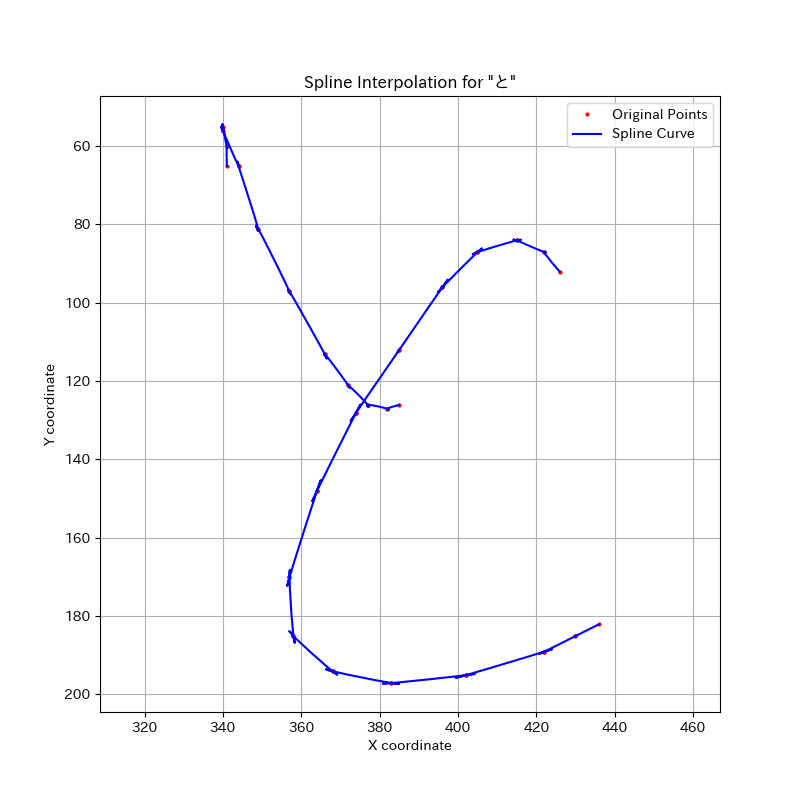 Spline Interpolation for "と"
Original Points
Spline Curve
Y coordinate
60
80
100
120
140
160
180
200
320 340 360 380 400 420 440 460
X coordinate